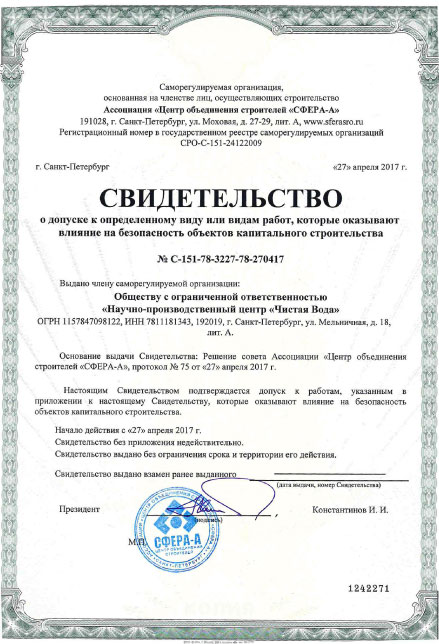 Саморегулируемая организация,
основанная на членстве лиц, осуществляющих строительство
Ассоциация «Центр объединения строителей «СФЕРА-А»
191028, г. Санкт-Петербург, ул. Моховая, д. 27-29, лит. А, www.sferasro.ru
Регистрационный номер в государственном реестре саморегулируемых организаций
СРО-С-151-24122009
г. Санкт-Петербург «27» апреля 2017 г.
СВИДЕТЕЛЬСТВО
о допуске к определенному виду или видам работ, которые оказывают
влияние на безопасность объектов капитального строительства
№ С-151-78-3227-78-270417
Выдано члену саморегулируемой организации:
Обществу с ограниченной ответственностью
«Научно-производственный центр «Чистая Вода»
ОГРН 1157847098122, ИНН 7811181343, 192019, г. Санкт-Петербург, ул. Мельничная, д. 18,
лит. А.
Основание выдачи Свидетельства: Решение совета Ассоциации «Центр объединения
строителей «СФЕРА-А», протокол № 75 от «27» апреля 2017 г.
Настоящим Свидетельством подтверждается допуск к работам, указанным в
приложении к настоящему Свидетельству, которые оказывают влияние на безопасность
объектов капитального строительства.
Начало действия с «27» апреля 2017 г.
Свидетельство без приложения недействительно.
Свидетельство выдано без ограничения срока и территории его действия.
Свидетельство выдано взамен ранее выданного
(дата выдачи, номер Свидетельства)
Президент Константинов И. И.
(подпись)
М.П.
СФЕРА-А
ЦЕНТР ОБЪЕДИНЕНИЯ
СТРОИТЕЛЕЙ
1242271